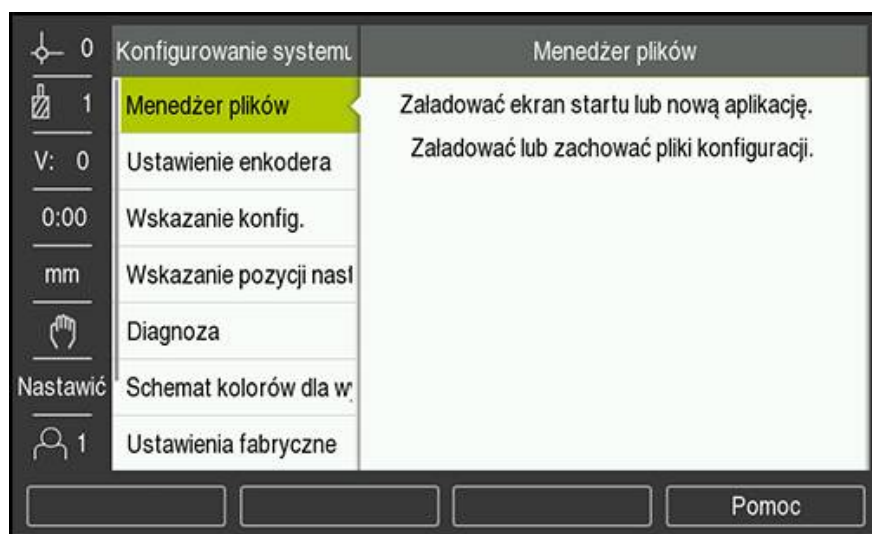 0
1
V: 0
0:00
mm
Nastawić
1
Konfigurowanie systemu
Menedżer plików
Ustawienie enkodera
Wskazanie konfig.
Wskazanie pozycji nast
Diagnoza
Schemat kolorów dla wy
Ustawienia fabryczne
Menedżer plików
Załadować ekran startu lub nową aplikację.
Załadować lub zachować pliki konfiguracji.
Pomoc